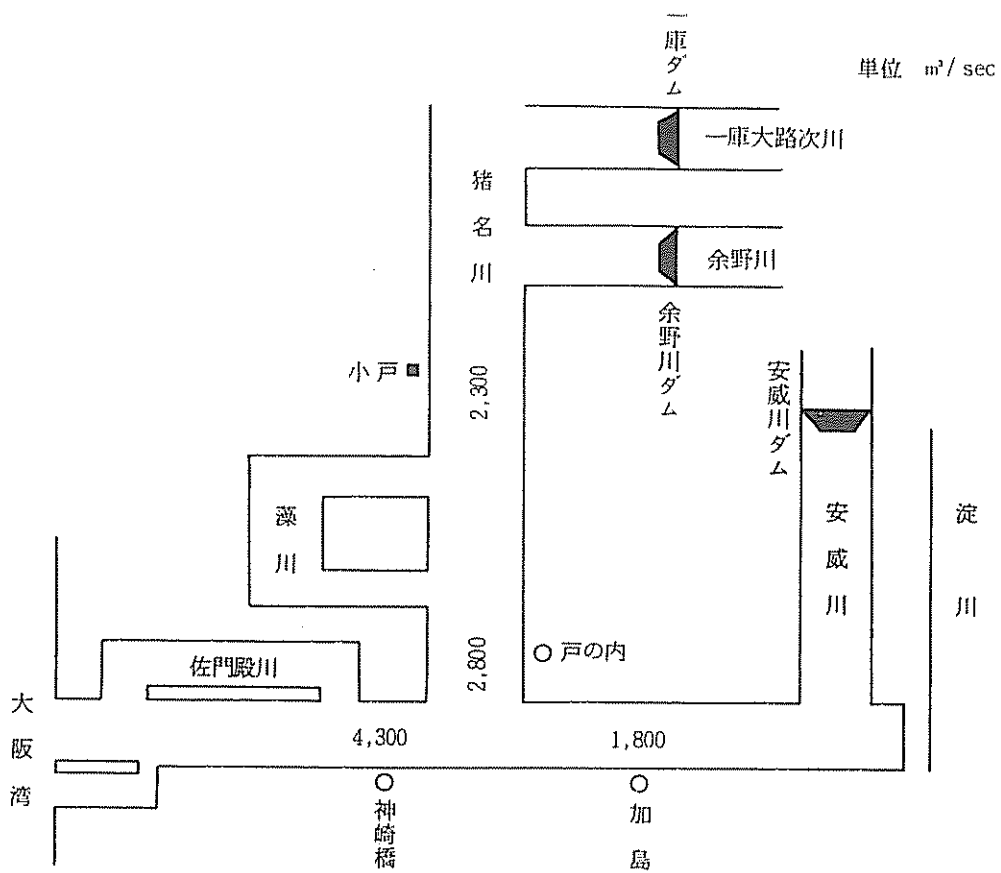 一庫ダム
単位 m³/sec
一庫大路次川
猪名川
余野川
余野川ダム
小戸
2,300
安威川ダム
藻川
安威川
淀川
戸の内
2,800
佐門殿川
大阪湾
4,300
1,800
神崎橋
加島